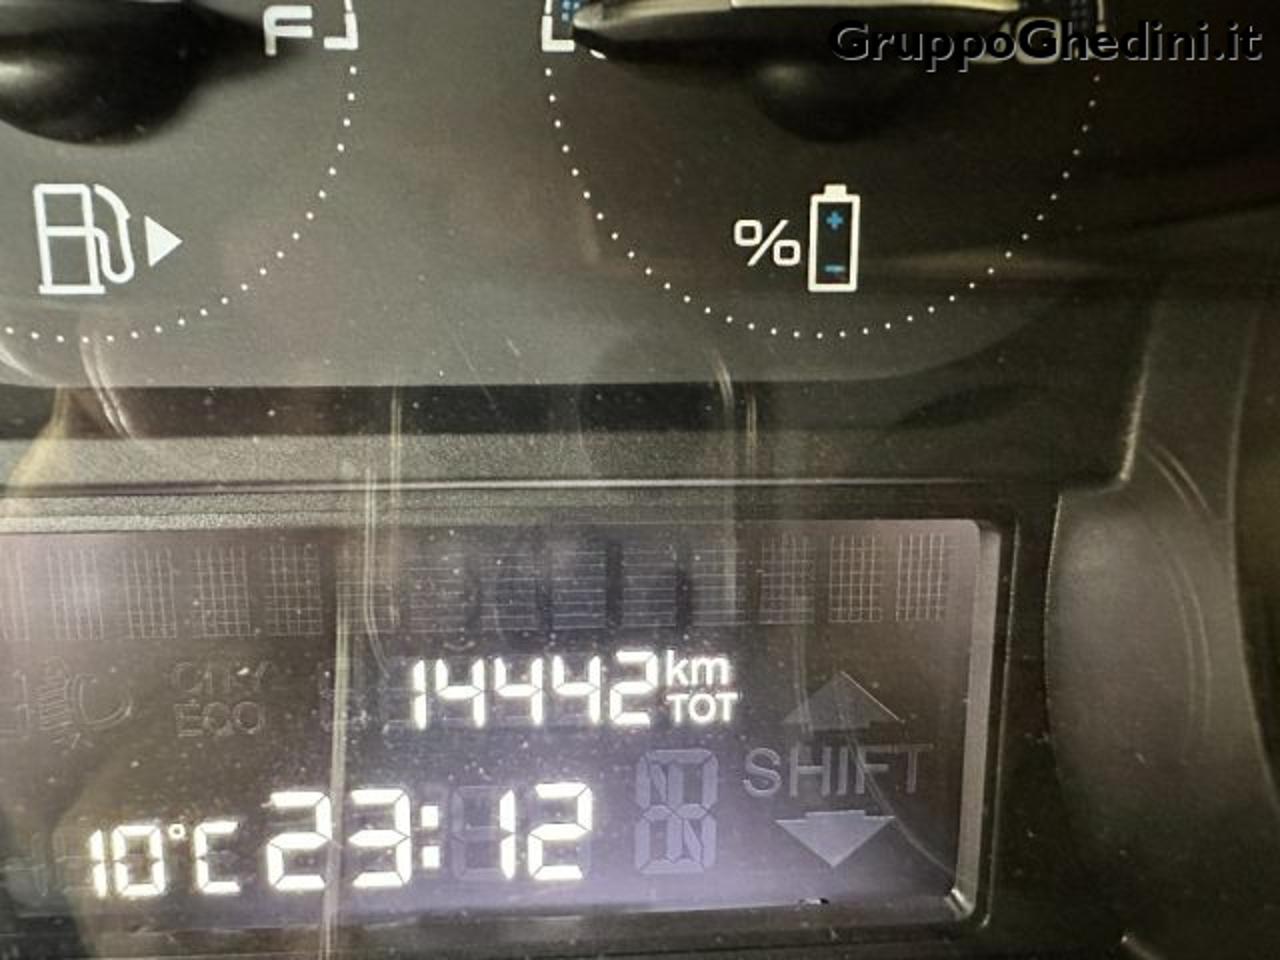 GruppoGhedini.it
F
%
+
-
CITY
ECO
14442 km
TOT
SHIFT
10°C 23:12